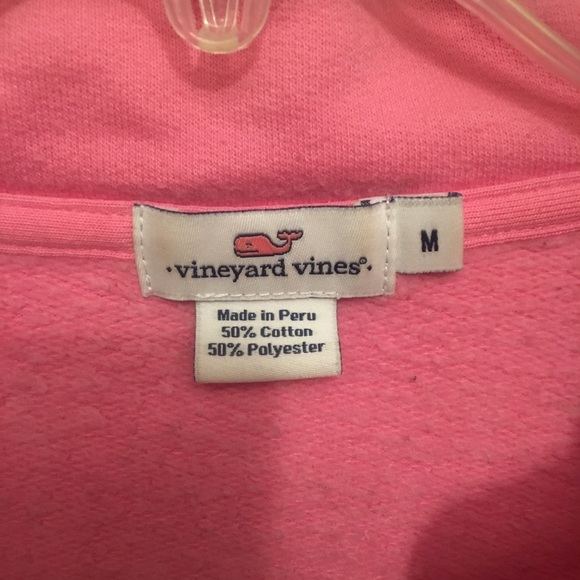 ·vineyard vines®·
M
Made in Peru
50% Cotton
50% Polyester